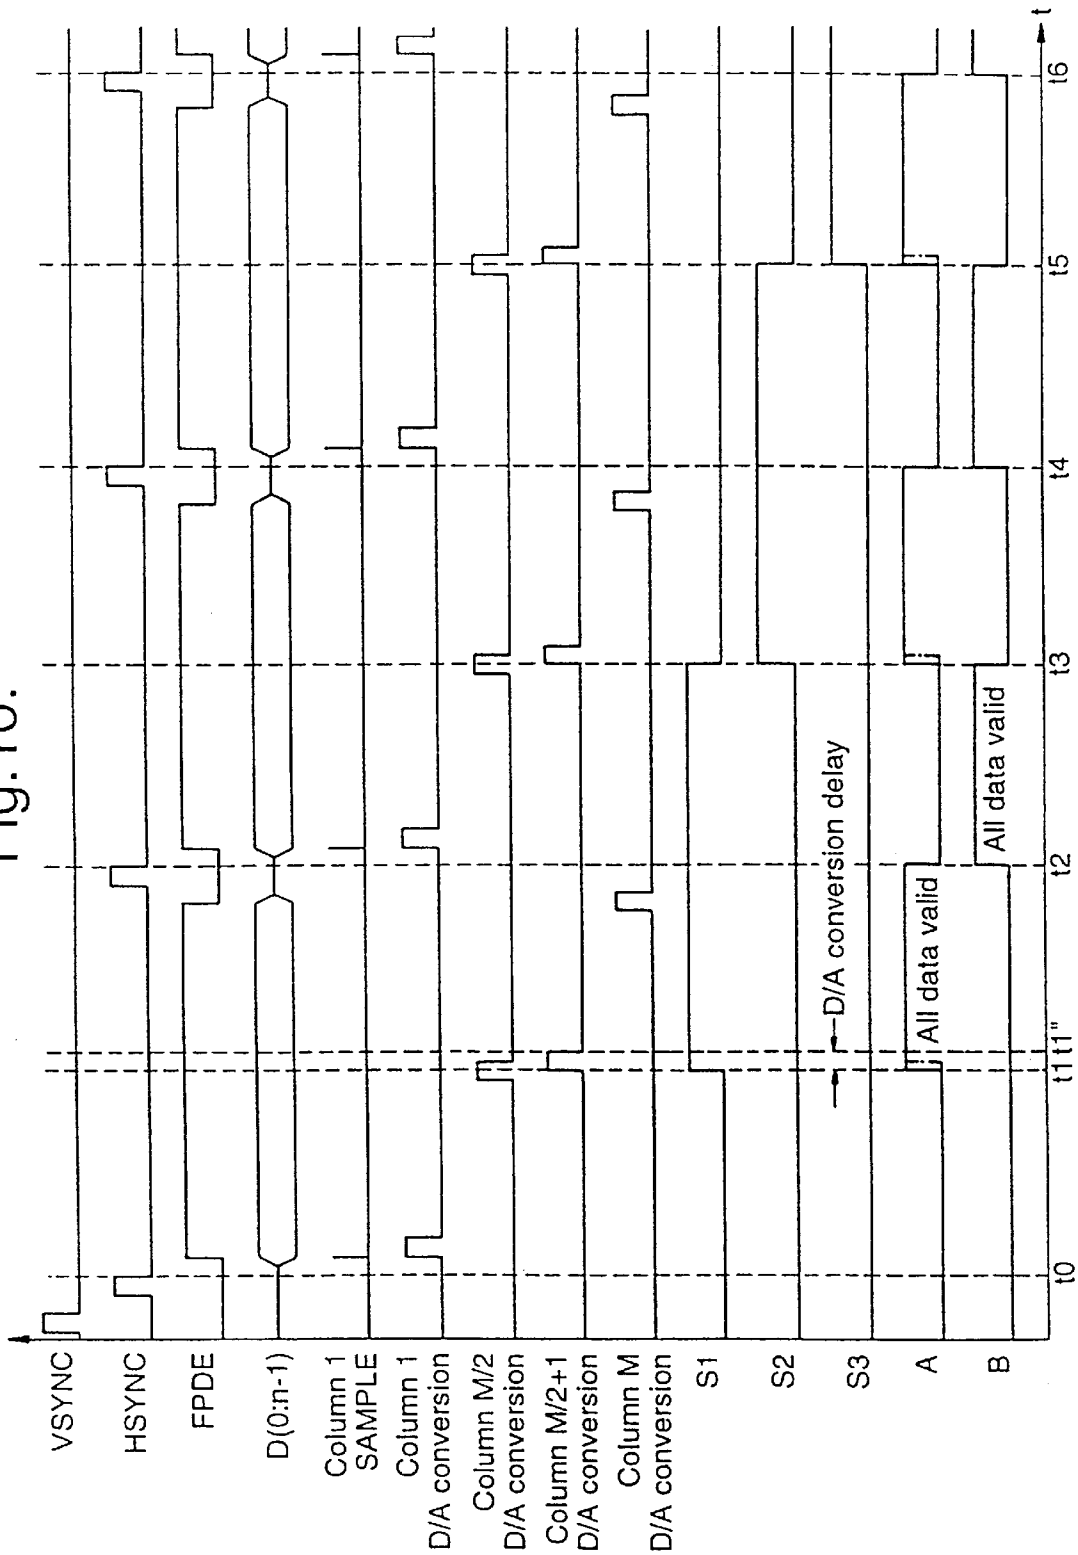 Fig.16.
VSYNC
HSYNC
FPDE
D(0:n-1)
Column 1
SAMPLE
Column 1
D/A conversion
Column M/2
D/A conversion
Column M/2+1
D/A conversion
Column M
D/A conversion
S1
S2
S3
D/A conversion delay
A
All data valid
B
All data valid
t0
t1
t1"
t2
t3
t4
t5
t6
t